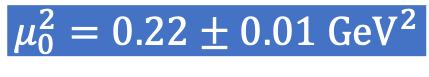 μ₀² = 0.22 ± 0.01 GeV²